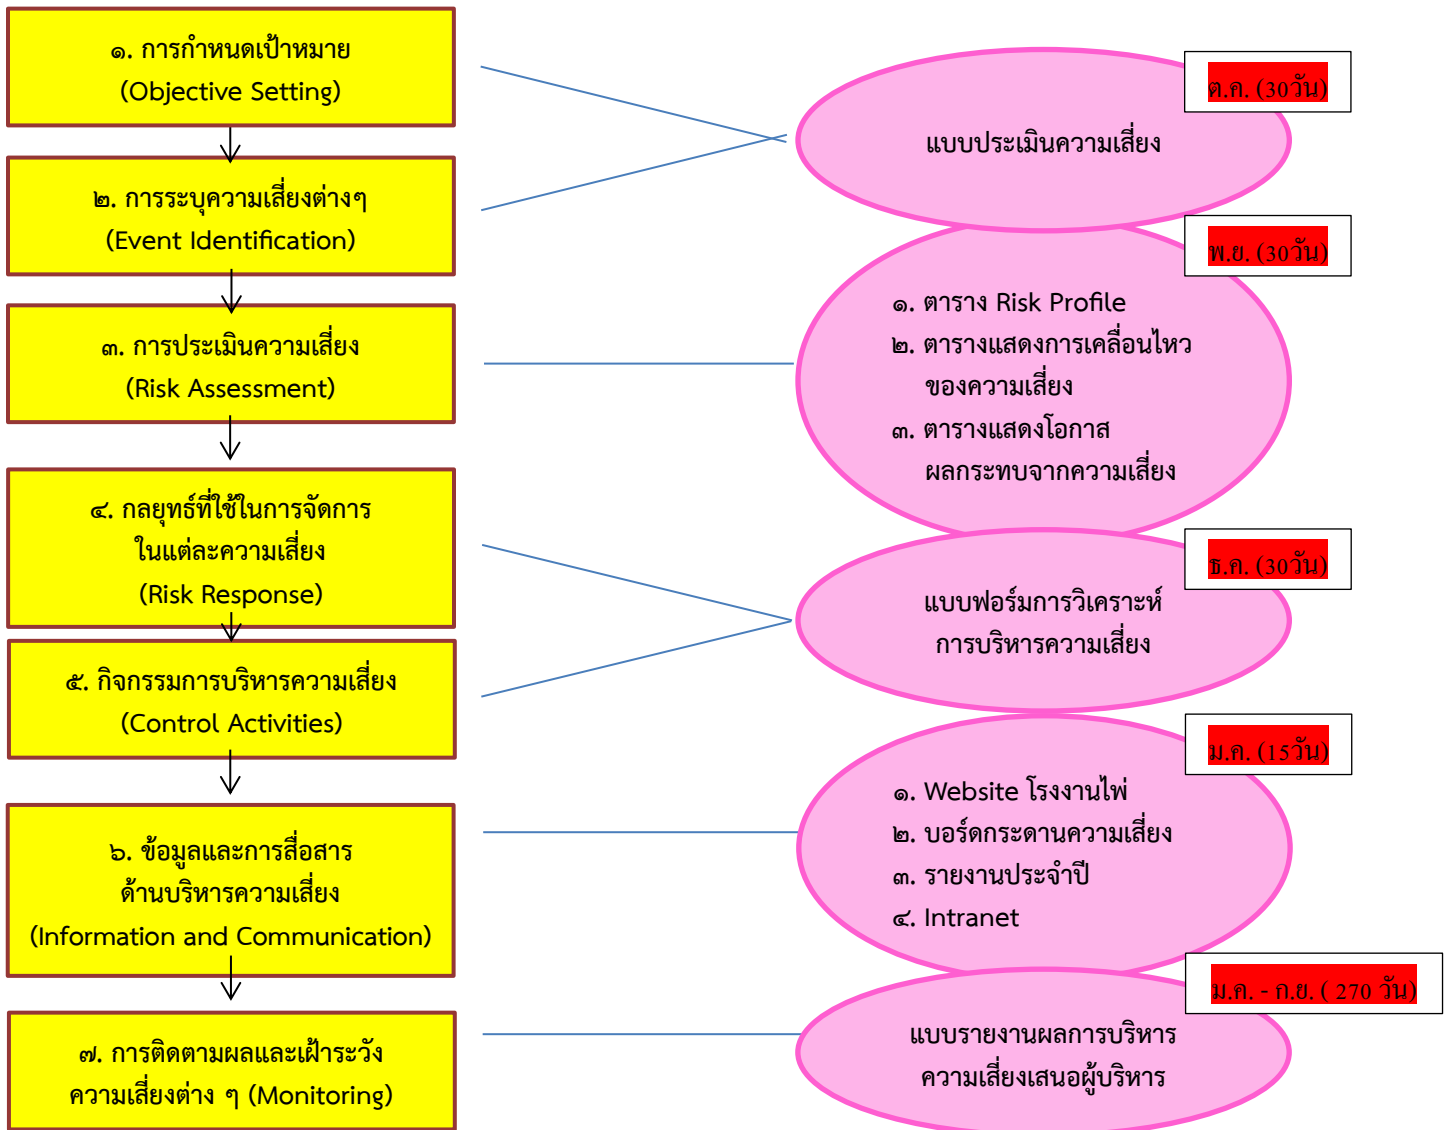 ๑. การกำหนดเป้าหมาย
(Objective Setting)
๒. การระบุความเสี่ยงต่างๆ
(Event Identification)
๓. การประเมินความเสี่ยง
(Risk Assessment)
๔. กลยุทธ์ที่ใช้ในการจัดการ
ในแต่ละความเสี่ยง
(Risk Response)
๕. กิจกรรมการบริหารความเสี่ยง
(Control Activities)
๖. ข้อมูลและการสื่อสาร
ด้านบริหารความเสี่ยง
(Information and Communication)
๗. การติดตามผลและเฝ้าระวัง
ความเสี่ยงต่าง ๆ (Monitoring)
ต.ค. (30วัน)
แบบประเมินความเสี่ยง
พ.ย. (30วัน)
๑. ตาราง Risk Profile
๒. ตารางแสดงการเคลื่อนไหว
ของความเสี่ยง
๓. ตารางแสดงโอกาส
ผลกระทบจากความเสี่ยง
ธ.ค. (30วัน)
แบบฟอร์มการวิเคราะห์
การบริหารความเสี่ยง
ม.ค. (15วัน)
๑. Website โรงงานไพ่
๒. บอร์ดกระดานความเสี่ยง
๓. รายงานประจำปี
๔. Intranet
ม.ค. - ก.ย. ( 270 วัน)
แบบรายงานผลการบริหาร
ความเสี่ยงเสนอผู้บริหาร